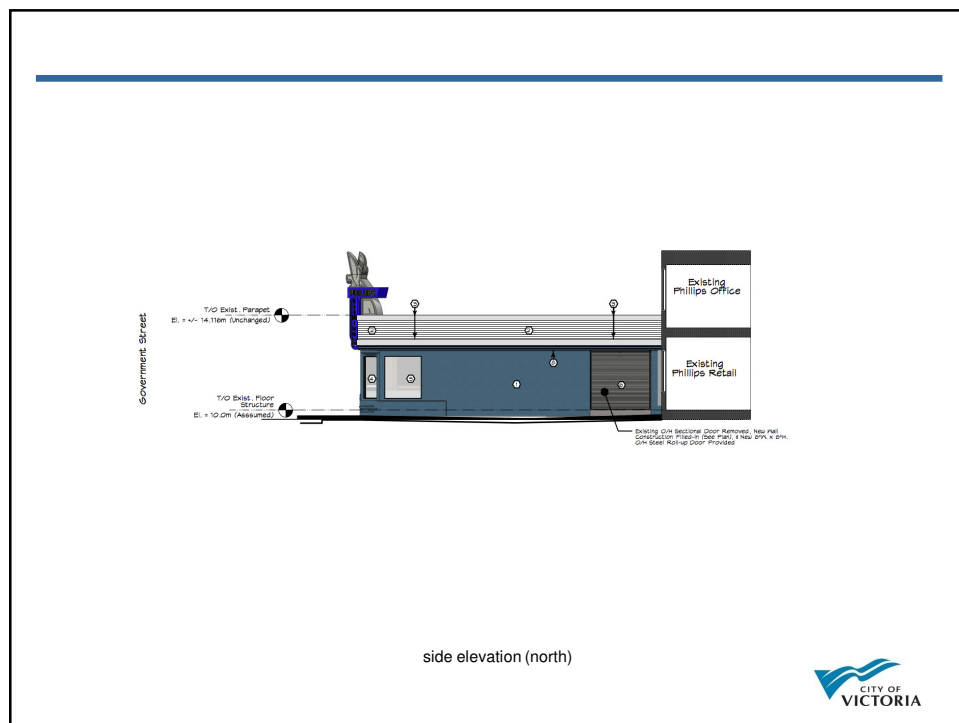 Government Street
T/O Exist. Parapet
El. = +/- 14.116m (Unchanged)
T/O Exist. Floor
Structure
El. = 10.0m (Asssumed)
Existing
Phillips Office
Existing
Phillips Retail
1
Existing O/H Sectional Door Removed, New Wall
Construction Filled-in (See Plan), & New 8'W. x 8'H.
O/H Steel Roll-up Door Provided
side elevation (north)
CITY OF
VICTORIA